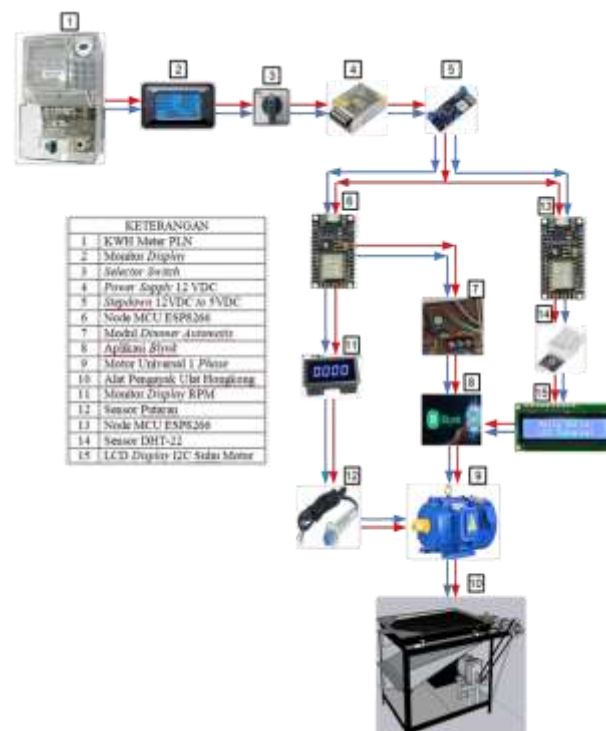 1
2
3
4
5
6
13
7
14
11
0000
8
15
12
9
10
KETERANGAN
1 KWH Meter PLN
2 Monitor Display
3 Selector Switch
4 Power Supply 12 VDC
5 Stepdown 12VDC to 5VDC
6 Node MCU ESP8266
7 Modul Dimmer Automatis
8 Aplikasi Blynk
9 Motor Universal 1 Phase
10 Alat Pengayak Ulat Hongkong
11 Monitor Display RPM
12 Sensor Putaran
13 Node MCU ESP8266
14 Sensor DHT-22
15 LCD Display I2C Suhu Motor